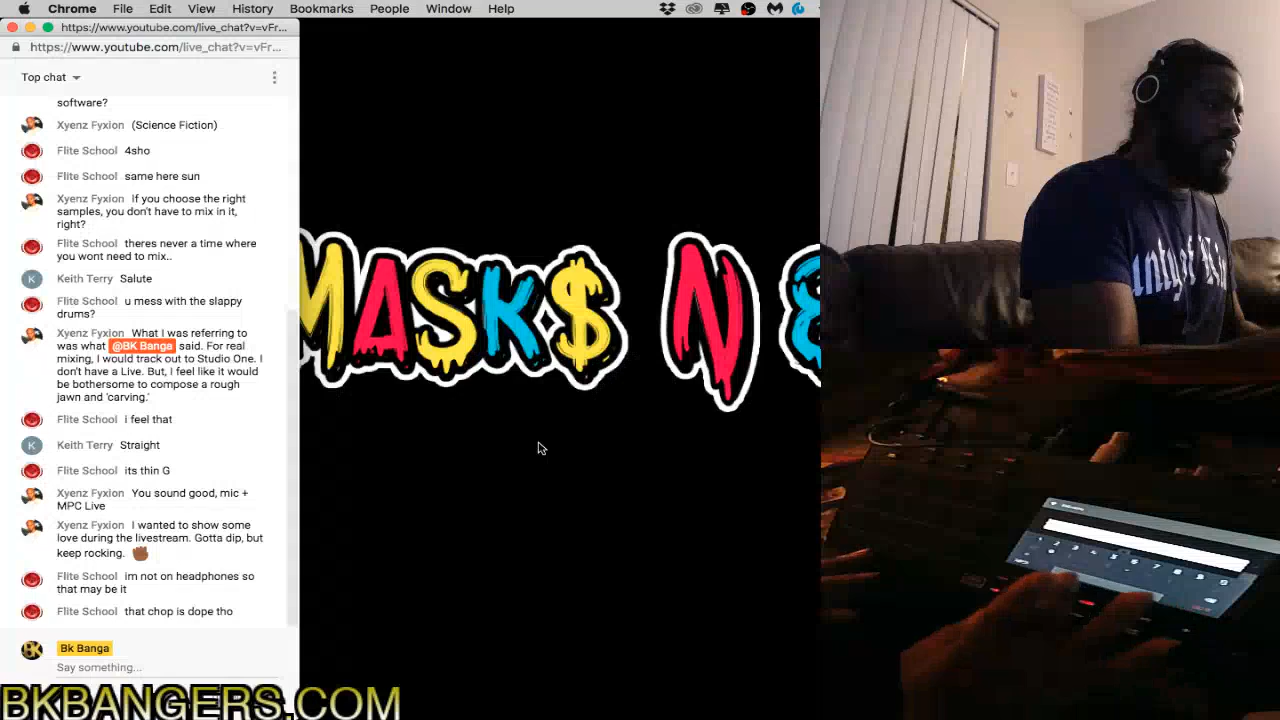 Chrome File Edit View History Bookmarks People Window Help
https://www.youtube.com/live_chat?v=vFr...
https://www.youtube.com/live_chat?v=vFr...
Top chat
software?
Xyenz Fyxion (Science Fiction)
Flite School 4sho
Flite School same here sun
Xyenz Fyxion If you choose the right
samples, you don't have to mix in it,
right?
Flite School theres never a time where
you wont need to mix..
K Keith Terry Salute
Flite School u mess with the slappy
drums?
Xyenz Fyxion What I was referring to
was what @BK Banga said. For real
mixing, I would track out to Studio One. I
don't have a Live. But, I feel like it would
be bothersome to compose a rough
jawn and 'carving.'
Flite School i feel that
K Keith Terry Straight
Flite School its thin G
Xyenz Fyxion You sound good, mic +
MPC Live
Xyenz Fyxion I wanted to show some
love during the livestream. Gotta dip, but
keep rocking.
Flite School im not on headphones so
that may be it
Flite School that chop is dope tho
BK Bk Banga
Say something...
BKBANGERS.COM
MASK$ N 8